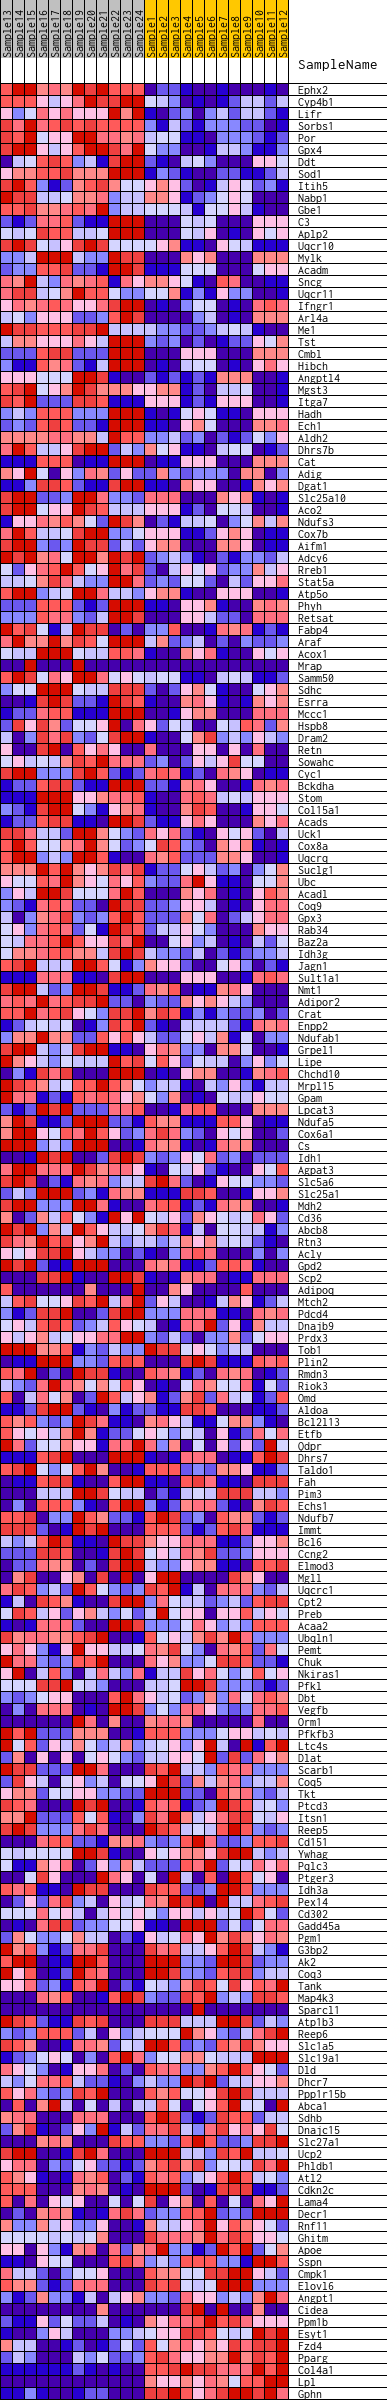 Sample13 Sample14 Sample15 Sample16 Sample17 Sample18 Sample19 Sample20 Sample21 Sample22 Sample23 Sample24 Sample1 Sample2 Sample3 Sample4 Sample5 Sample6 Sample7 Sample8 Sample9 Sample10 Sample11 Sample12
SampleName
Ephx2
Cyp4b1
Lifr
Sorbs1
Por
Gpx4
Ddt
Sod1
Itih5
Nabp1
Gbe1
C3
Aplp2
Uqcr10
Mylk
Acadm
Sncg
Uqcr11
Ifngr1
Arl4a
Me1
Tst
Cmbl
Hibch
Angptl4
Mgst3
Itga7
Hadh
Ech1
Aldh2
Dhrs7b
Cat
Adig
Dgat1
Slc25a10
Aco2
Ndufs3
Cox7b
Aifm1
Adcy6
Rreb1
Stat5a
Atp5o
Phyh
Retsat
Fabp4
Araf
Acox1
Mrap
Samm50
Sdhc
Esrra
Mccc1
Hspb8
Dram2
Retn
Sowahc
Cyc1
Bckdha
Stom
Col15a1
Acads
Uck1
Cox8a
Uqcrq
Suclg1
Ubc
Acadl
Coq9
Gpx3
Rab34
Baz2a
Idh3g
Jagn1
Sult1a1
Nmt1
Adipor2
Crat
Enpp2
Ndufab1
Grpel1
Lipe
Chchd10
Mrpl15
Gpam
Lpcat3
Ndufa5
Cox6a1
Cs
Idh1
Agpat3
Slc5a6
Slc25a1
Mdh2
Cd36
Abcb8
Rtn3
Acly
Gpd2
Scp2
Adipoq
Mtch2
Pdcd4
Dnajb9
Prdx3
Tob1
Plin2
Rmdn3
Riok3
Omd
Aldoa
Bcl2l13
Etfb
Qdpr
Dhrs7
Taldo1
Fah
Pim3
Echs1
Ndufb7
Immt
Bcl6
Ccng2
Elmod3
Mgll
Uqcrc1
Cpt2
Preb
Acaa2
Ubqln1
Pemt
Chuk
Nkiras1
Pfkl
Dbt
Vegfb
Orm1
Pfkfb3
Ltc4s
Dlat
Scarb1
Coq5
Tkt
Ptcd3
Itsn1
Reep5
Cd151
Ywhag
Pqlc3
Ptger3
Idh3a
Pex14
Cd302
Gadd45a
Pgm1
G3bp2
Ak2
Coq3
Tank
Map4k3
Sparcl1
Atp1b3
Reep6
Slc1a5
Slc19a1
Dld
Dhcr7
Ppp1r15b
Abca1
Sdhb
Dnajc15
Slc27a1
Ucp2
Phldb1
Atl2
Cdkn2c
Lama4
Decr1
Rnf11
Ghitm
Apoe
Sspn
Cmpk1
Elovl6
Angpt1
Cidea
Ppm1b
Esyt1
Fzd4
Pparg
Col4a1
Lpl
Gphn